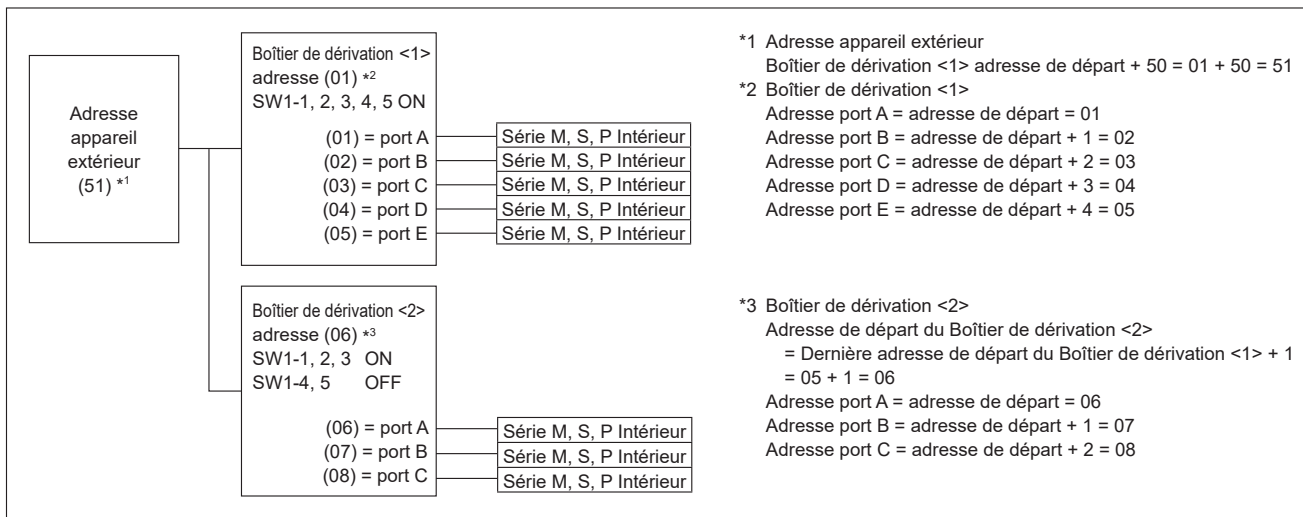 Adresse
appareil
extérieur
(51) *1
Boîtier de dérivation <1>
adresse (01) *2
SW1-1, 2, 3, 4, 5 ON
(01) = port A
Série M, S, P Intérieur
(02) = port B
Série M, S, P Intérieur
(03) = port C
Série M, S, P Intérieur
(04) = port D
Série M, S, P Intérieur
(05) = port E
Série M, S, P Intérieur
Boîtier de dérivation <2>
adresse (06) *3
SW1-1, 2, 3 ON
SW1-4, 5 OFF
(06) = port A
Série M, S, P Intérieur
(07) = port B
Série M, S, P Intérieur
(08) = port C
Série M, S, P Intérieur
*1 Adresse appareil extérieur
Boîtier de dérivation <1> adresse de départ + 50 = 01 + 50 = 51
*2 Boîtier de dérivation <1>
Adresse port A = adresse de départ = 01
Adresse port B = adresse de départ + 1 = 02
Adresse port C = adresse de départ + 2 = 03
Adresse port D = adresse de départ + 3 = 04
Adresse port E = adresse de départ + 4 = 05
*3 Boîtier de dérivation <2>
Adresse de départ du Boîtier de dérivation <2>
= Dernière adresse de départ du Boîtier de dérivation <1> + 1
= 05 + 1 = 06
Adresse port A = adresse de départ = 06
Adresse port B = adresse de départ + 1 = 07
Adresse port C = adresse de départ + 2 = 08